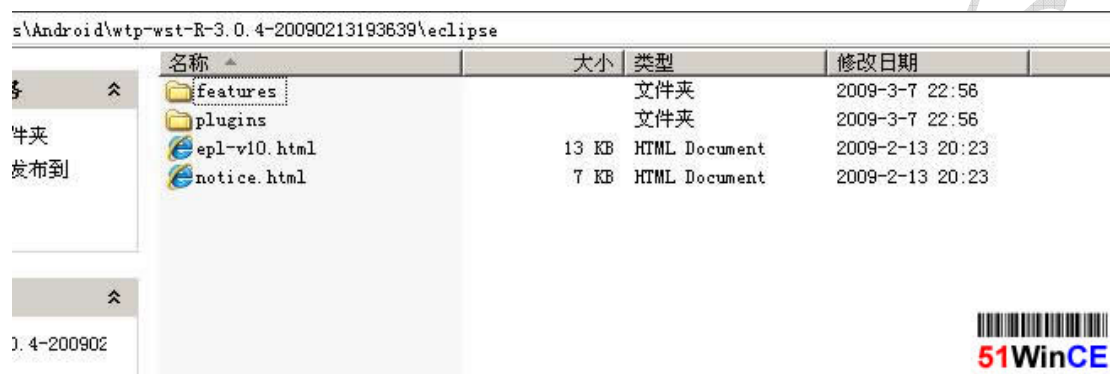 s\Android\wtp-wst-R-3.0.4-20090213193639\eclipse
名称 大小 类型 修改日期
features 文件夹 2009-3-7 22:56
plugins 文件夹 2009-3-7 22:56
epl-v10.html 13 KB HTML Document 2009-2-13 20:23
notice.html 7 KB HTML Document 2009-2-13 20:23
件夹
发布到
0.4-200902
51WinCE